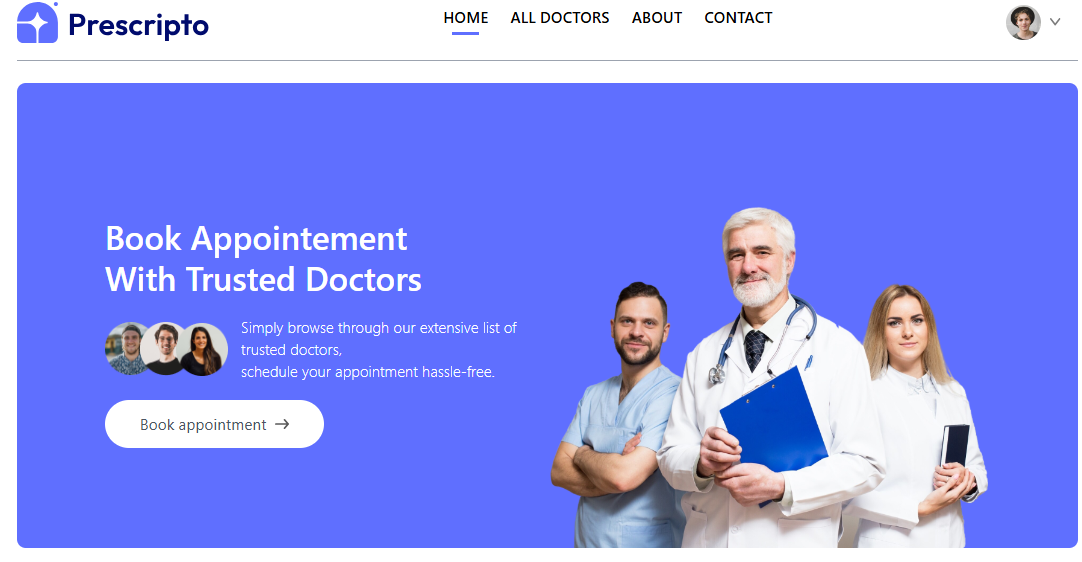 Prescripto
HOME ALL DOCTORS ABOUT CONTACT
Book Appointement
With Trusted Doctors
Simply browse through our extensive list of
trusted doctors,
schedule your appointment hassle-free.
Book appointment →